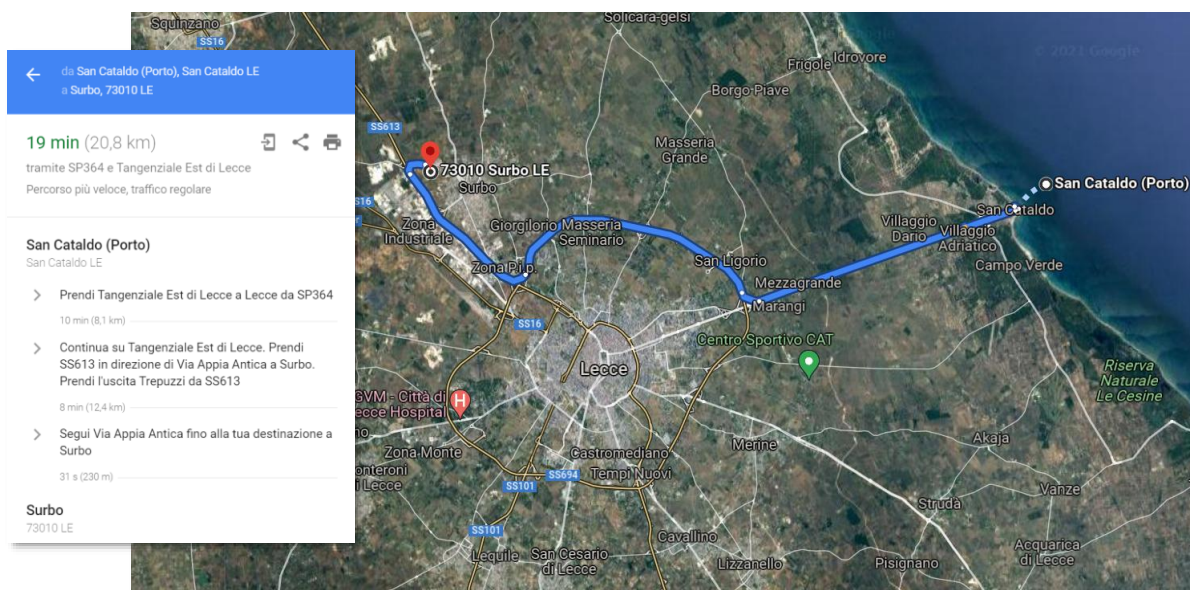 da San Cataldo (Porto), San Cataldo LE
a Surbo, 73010 LE
19 min (20,8 km)
tramite SP364 e Tangenziale Est di Lecce
Percorso più veloce, traffico regolare
San Cataldo (Porto)
San Cataldo LE
Prendi Tangenziale Est di Lecce a Lecce da SP364
10 min (8,1 km)
Continua su Tangenziale Est di Lecce. Prendi
SS613 in direzione di Via Appia Antica a Surbo.
Prendi l'uscita Trepuzzi da SS613
8 min (12,4 km)
Segui Via Appia Antica fino alla tua destinazione a
Surbo
31 s (230 m)
Surbo
73010 LE
Squinzano
SS16
Solicara-gelsi
Google
© 2021 Google
Frigole
Idrovore
Borgo Piave
SS613
Masseria
Grande
73010 Surbo LE
Surbo
San Cataldo (Porto)
San Cataldo
S16
Zona
Industriale
Giorgilorio
Masseria
Seminario
Villaggio
Dario
Villaggio
Adriatico
Campo Verde
Zona P.i.p.
San Ligorio
Mezzagrande
Marangi
SS16
Centro Sportivo CAT
Lecce
Riserva
Naturale
Le Cesine
GVM - Città di
ecce Hospital
H
no
Zona Monte
onteroni
i Lecce
Castromediano
Tempi Nuovi
Merine
Akaja
SS694
SS101
Vanze
Strudà
SS101
Cavallino
Lequile
San Cesario
di Lecce
Lizzanello
Pisignano
Acquarica
di Lecce